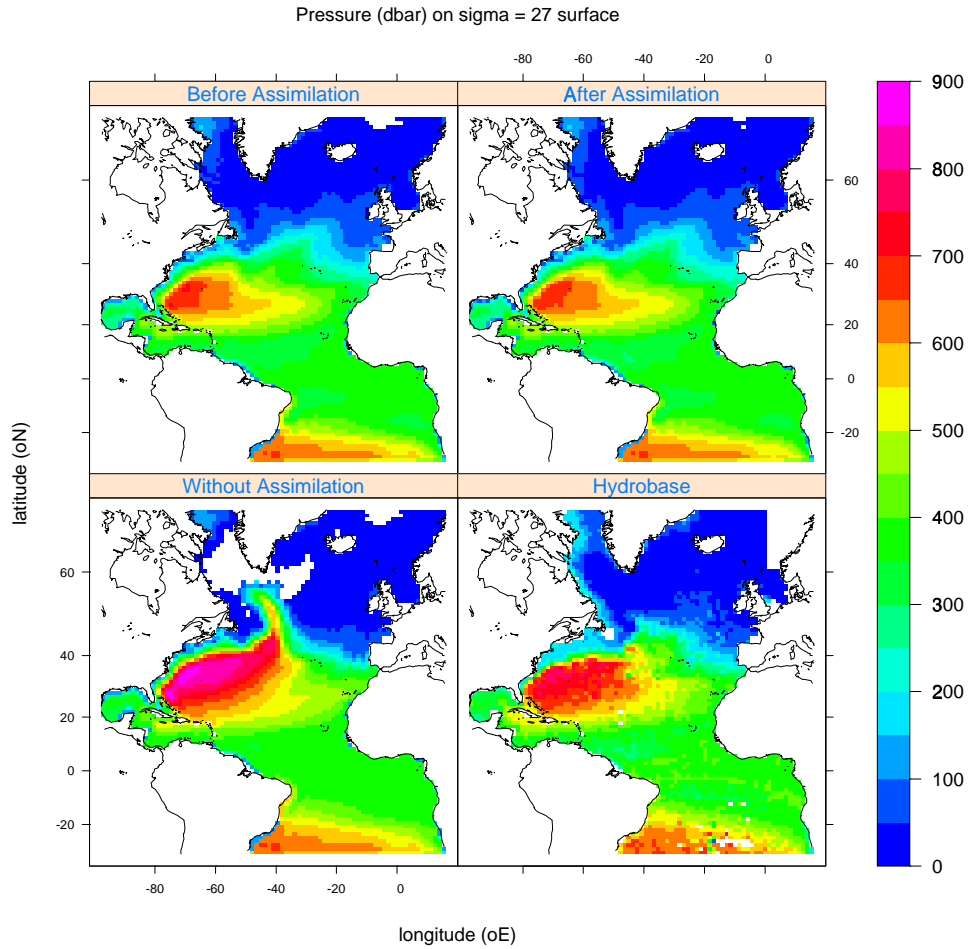 Pressure (dbar) on sigma = 27 surface
-80 -60 -40 -20 0
Before Assimilation
After Assimilation
900
800
700
600
500
400
300
200
100
0
60
40
20
0
-20
Without Assimilation
Hydrobase
60
40
20
0
-20
-80 -60 -40 -20 0
latitude (oN)
longitude (oE)